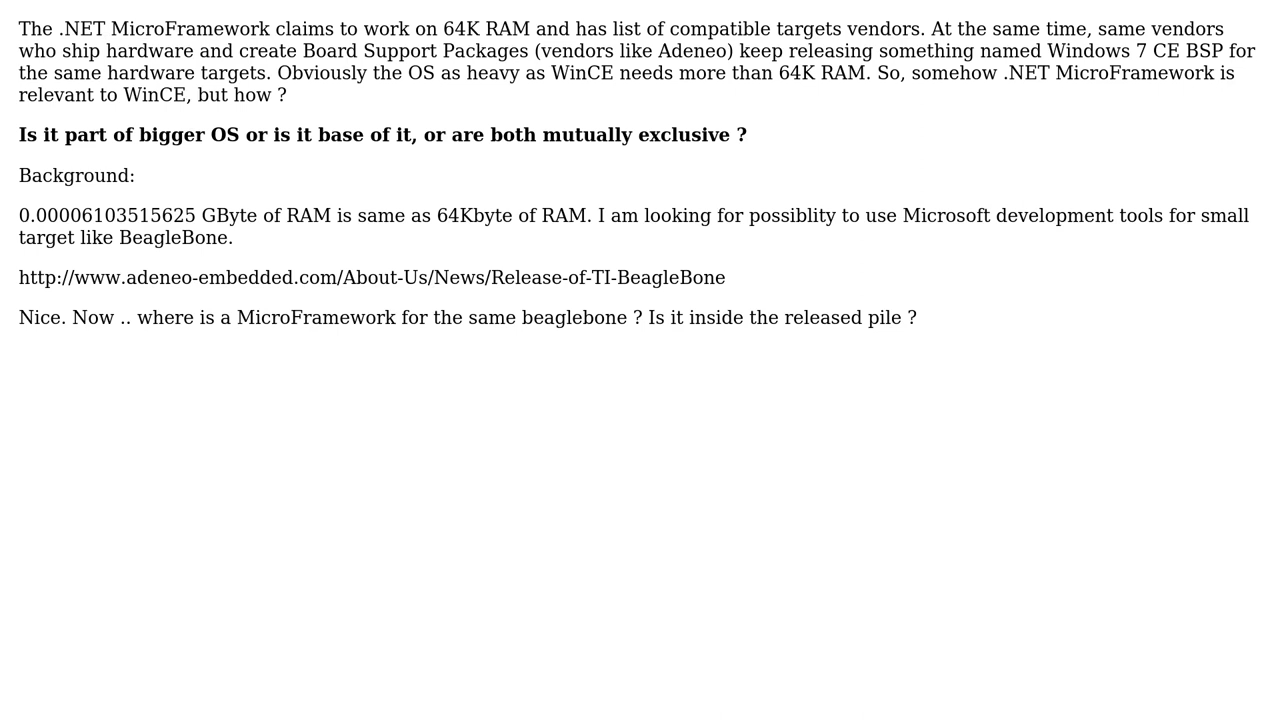 The .NET MicroFramework claims to work on 64K RAM and has list of compatible targets vendors. At the same time, same vendors
who ship hardware and create Board Support Packages (vendors like Adeneo) keep releasing something named Windows 7 CE BSP for
the same hardware targets. Obviously the OS as heavy as WinCE needs more than 64K RAM. So, somehow .NET MicroFramework is
relevant to WinCE, but how ?
Is it part of bigger OS or is it base of it, or are both mutually exclusive ?
Background:
0.00006103515625 GByte of RAM is same as 64Kbyte of RAM. I am looking for possiblity to use Microsoft development tools for small
target like BeagleBone.
http://www.adeneo-embedded.com/About-Us/News/Release-of-TI-BeagleBone
Nice. Now .. where is a MicroFramework for the same beaglebone ? Is it inside the released pile ?